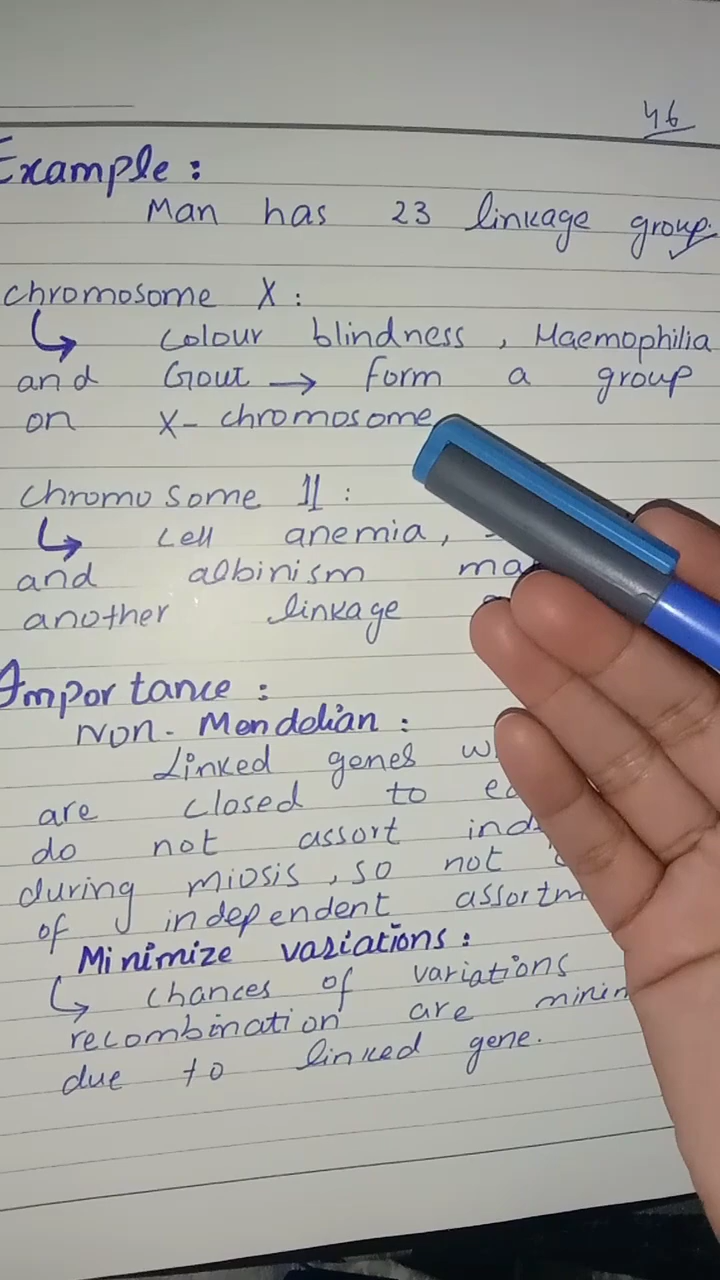 46
Example:
Man has 23 linkage group.
chromosome X:
colour blindness, Haemophilia
and Gout → form a group
on X- chromosome
Chromosome 11:
cell anemia,
and albinism
another linkage
Importance:
Non-Mendelian:
Linked genes
are closed to
do not assort
during miosis, so not
of independent
Minimize variations:
chances of variations
recombination are
due to linked gene.